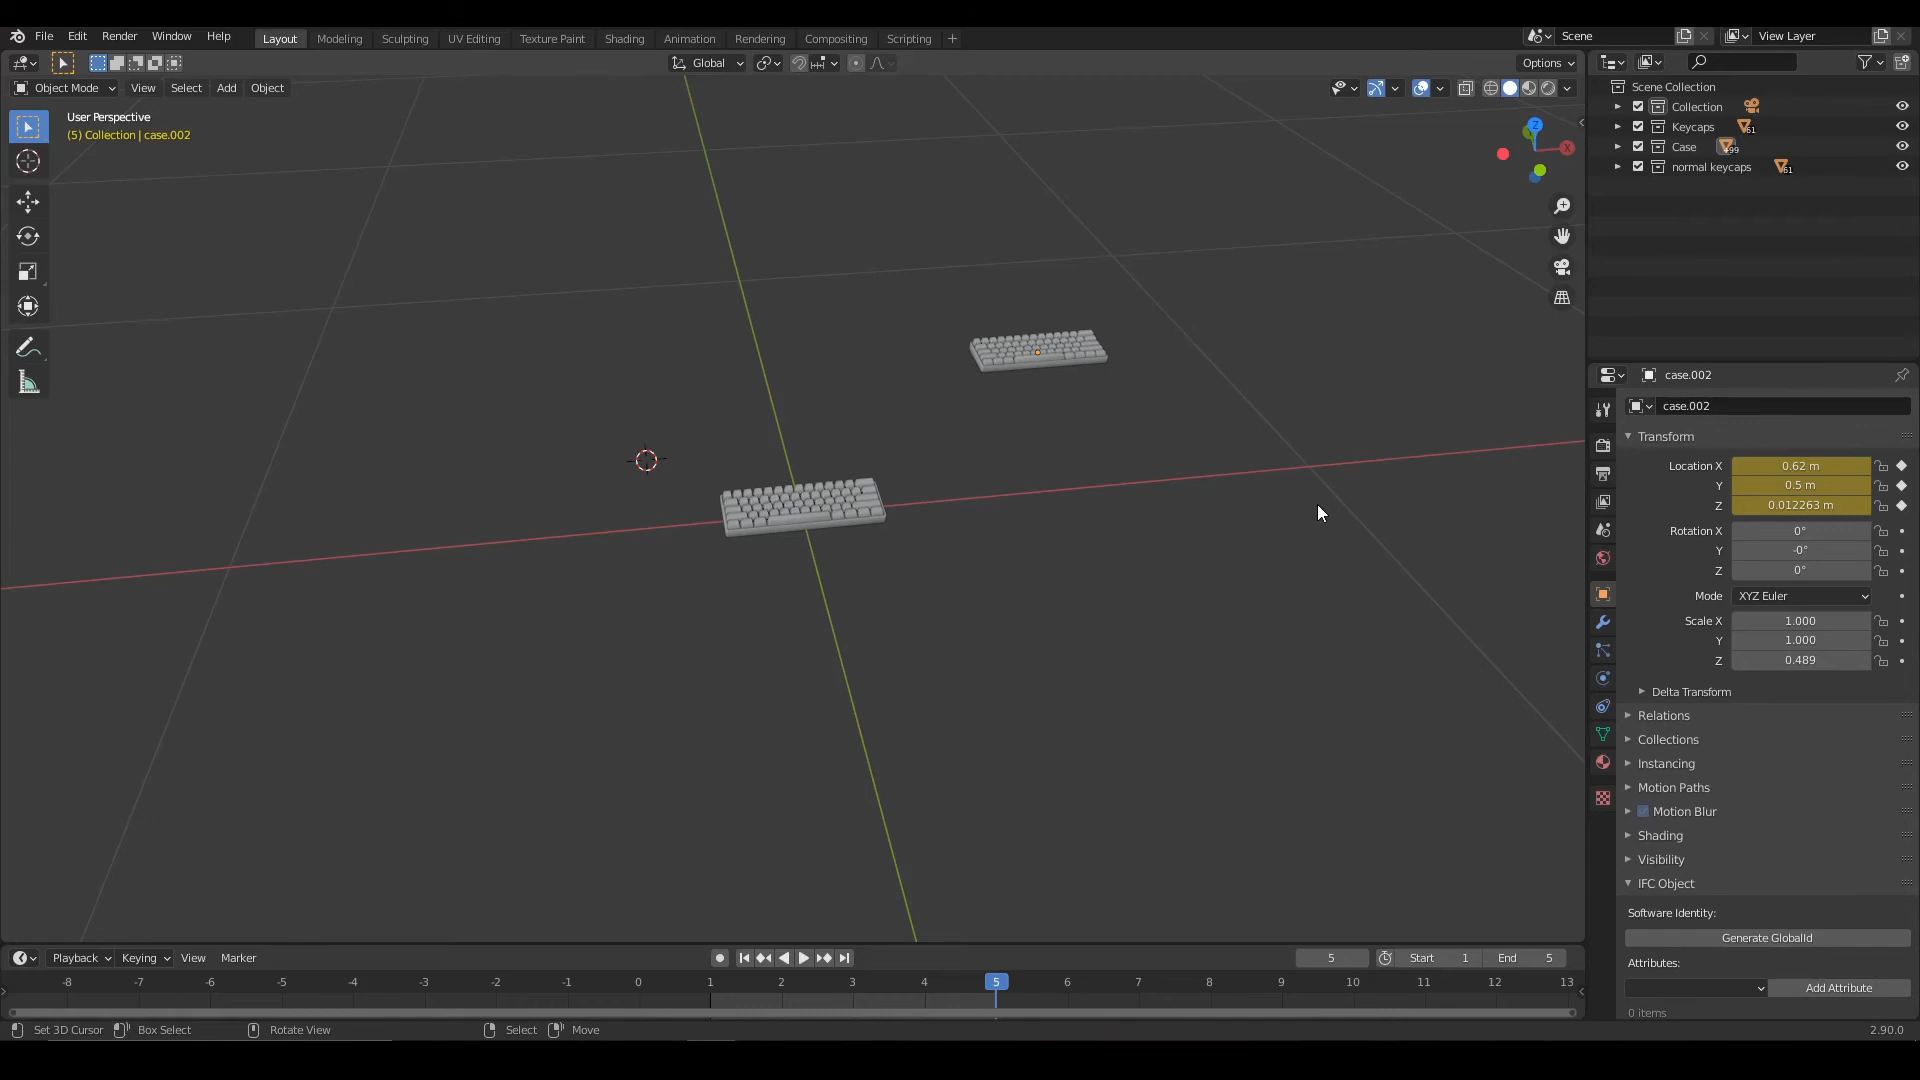 File Edit Render Window Help Layout Modeling Sculpting UV Editing Texture Paint Shading Animation Rendering Compositing Scripting + Scene View Layer
Global Options
Object Mode View Select Add Object
User Perspective
(5) Collection | case.002
Z
X
Scene Collection
Collection
Keycaps 61
Case +99
normal keycaps 61
case.002
case.002
Transform
Location X 0.62 m
Y 0.5 m
Z 0.012263 m
Rotation X 0°
Y -0°
Z 0°
Mode XYZ Euler
Scale X 1.000
Y 1.000
Z 0.489
Delta Transform
Relations
Collections
Instancing
Motion Paths
Motion Blur
Shading
Visibility
IFC Object
Software Identity:
Generate GlobalId
Attributes:
Add Attribute
0 items
Playback Keying View Marker 5 Start 1 End 5
-8 -7 -6 -5 -4 -3 -2 -1 0 1 2 3 4 5 6 7 8 9 10 11 12 13
Set 3D Cursor Box Select Rotate View Select Move 2.90.0